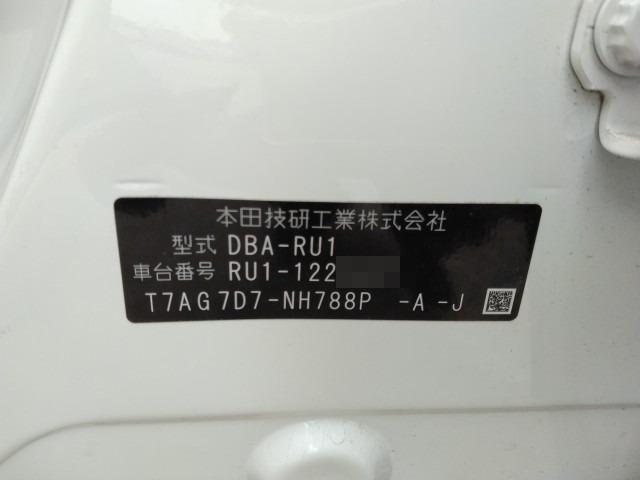 本田技研工業株式会社
型式 DBA-RU1
車台番号 RU1-122
T7AG7D7-NH788P -A -J